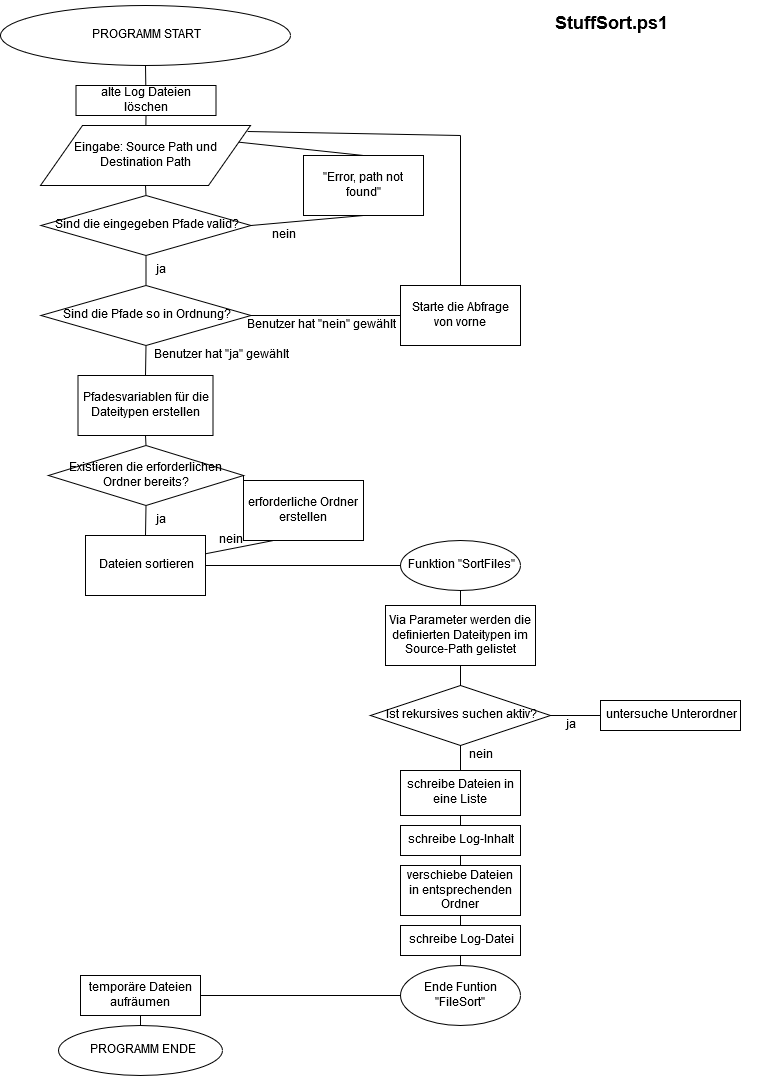 StuffSort.ps1
PROGRAMM START
alte Log Dateien
löschen
Eingabe: Source Path und
Destination Path
"Error, path not
found"
Sind die eingegeben Pfade valid?
nein
ja
Sind die Pfade so in Ordnung?
Benutzer hat "nein" gewählt
Starte die Abfrage
von vorne
Benutzer hat "ja" gewählt
Pfadesvariablen für die
Dateitypen erstellen
Existieren die erforderlichen
Ordner bereits?
erforderliche Ordner
erstellen
ja
nein
Dateien sortieren
Funktion "SortFiles"
Via Parameter werden die
definierten Dateitypen im
Source-Path gelistet
Ist rekursives suchen aktiv?
ja
untersuche Unterordner
nein
schreibe Dateien in
eine Liste
schreibe Log-Inhalt
verschiebe Dateien
in entsprechenden
Ordner
schreibe Log-Datei
Ende Funtion
"FileSort"
temporäre Dateien
aufräumen
PROGRAMM ENDE